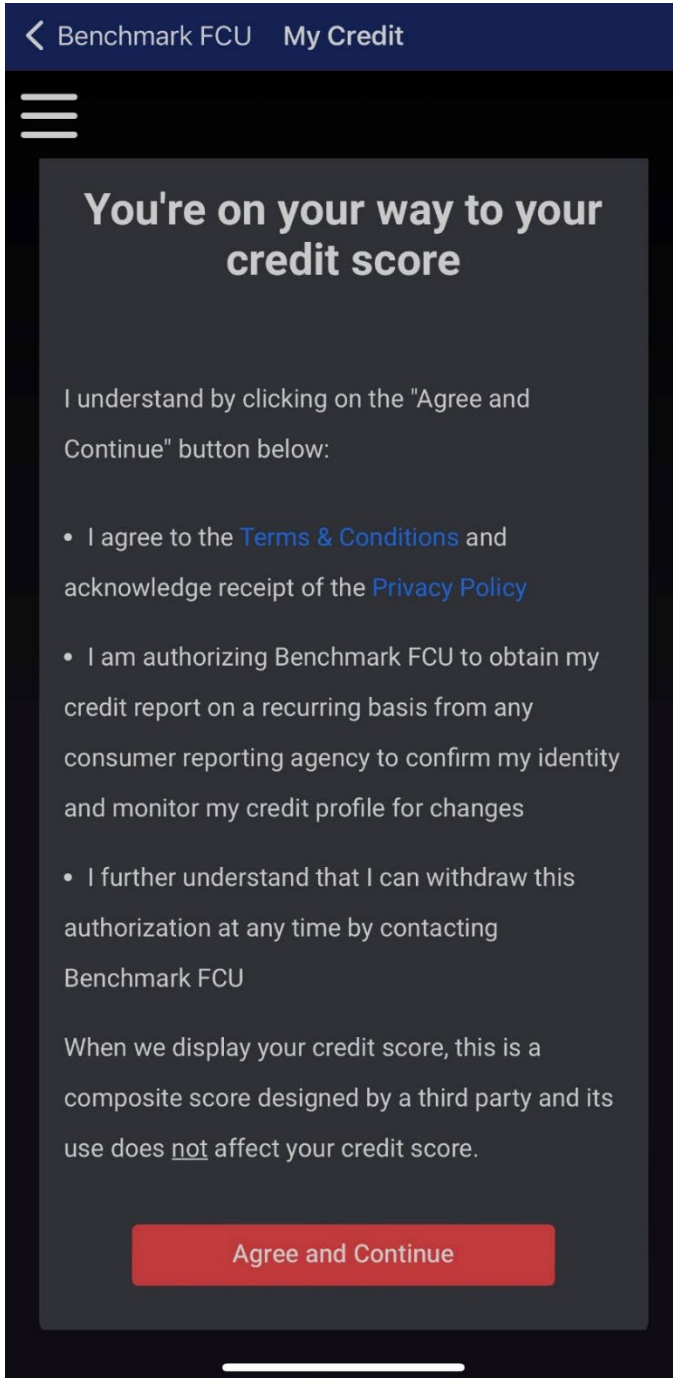 Benchmark FCU My Credit
You're on your way to your
credit score
I understand by clicking on the "Agree and
Continue" button below:
• I agree to the Terms & Conditions and
acknowledge receipt of the Privacy Policy
• I am authorizing Benchmark FCU to obtain my
credit report on a recurring basis from any
consumer reporting agency to confirm my identity
and monitor my credit profile for changes
• I further understand that I can withdraw this
authorization at any time by contacting
Benchmark FCU
When we display your credit score, this is a
composite score designed by a third party and its
use does not affect your credit score.
Agree and Continue